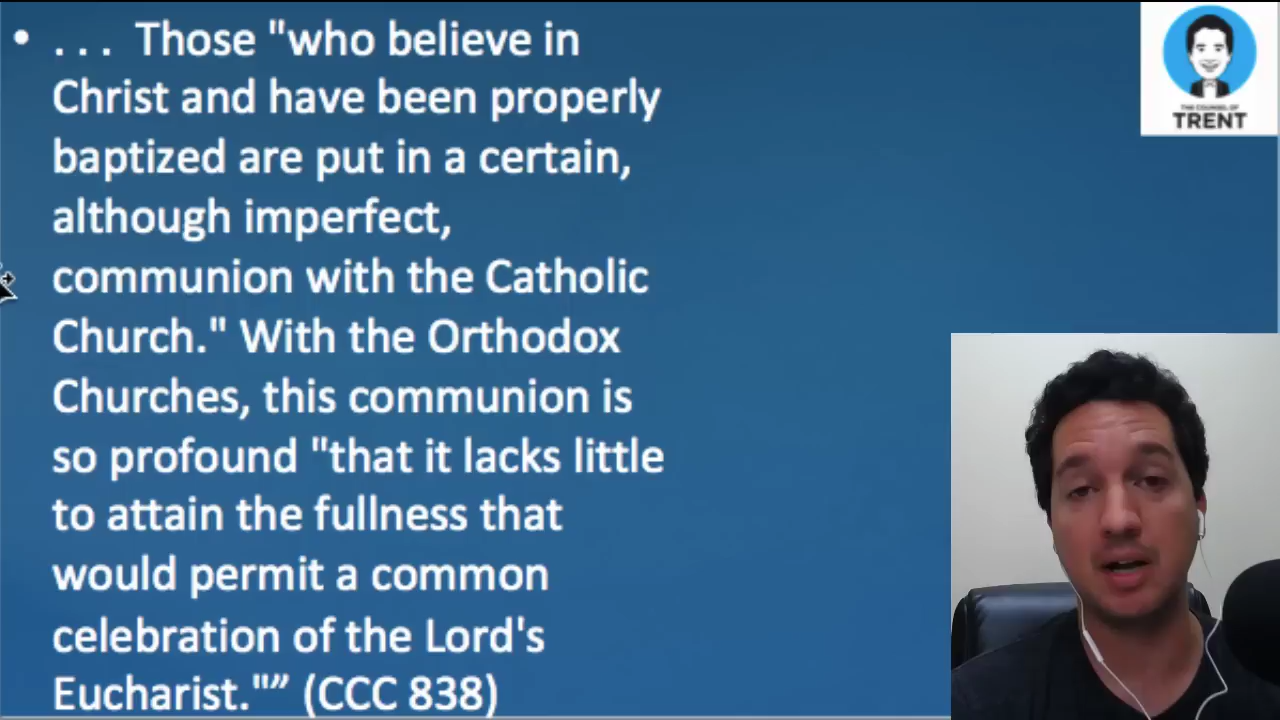 • . . . Those "who believe in
Christ and have been properly
baptized are put in a certain,
although imperfect,
communion with the Catholic
Church." With the Orthodox
Churches, this communion is
so profound "that it lacks little
to attain the fullness that
would permit a common
celebration of the Lord's
Eucharist."” (CCC 838)
THE COUNSEL OF
TRENT